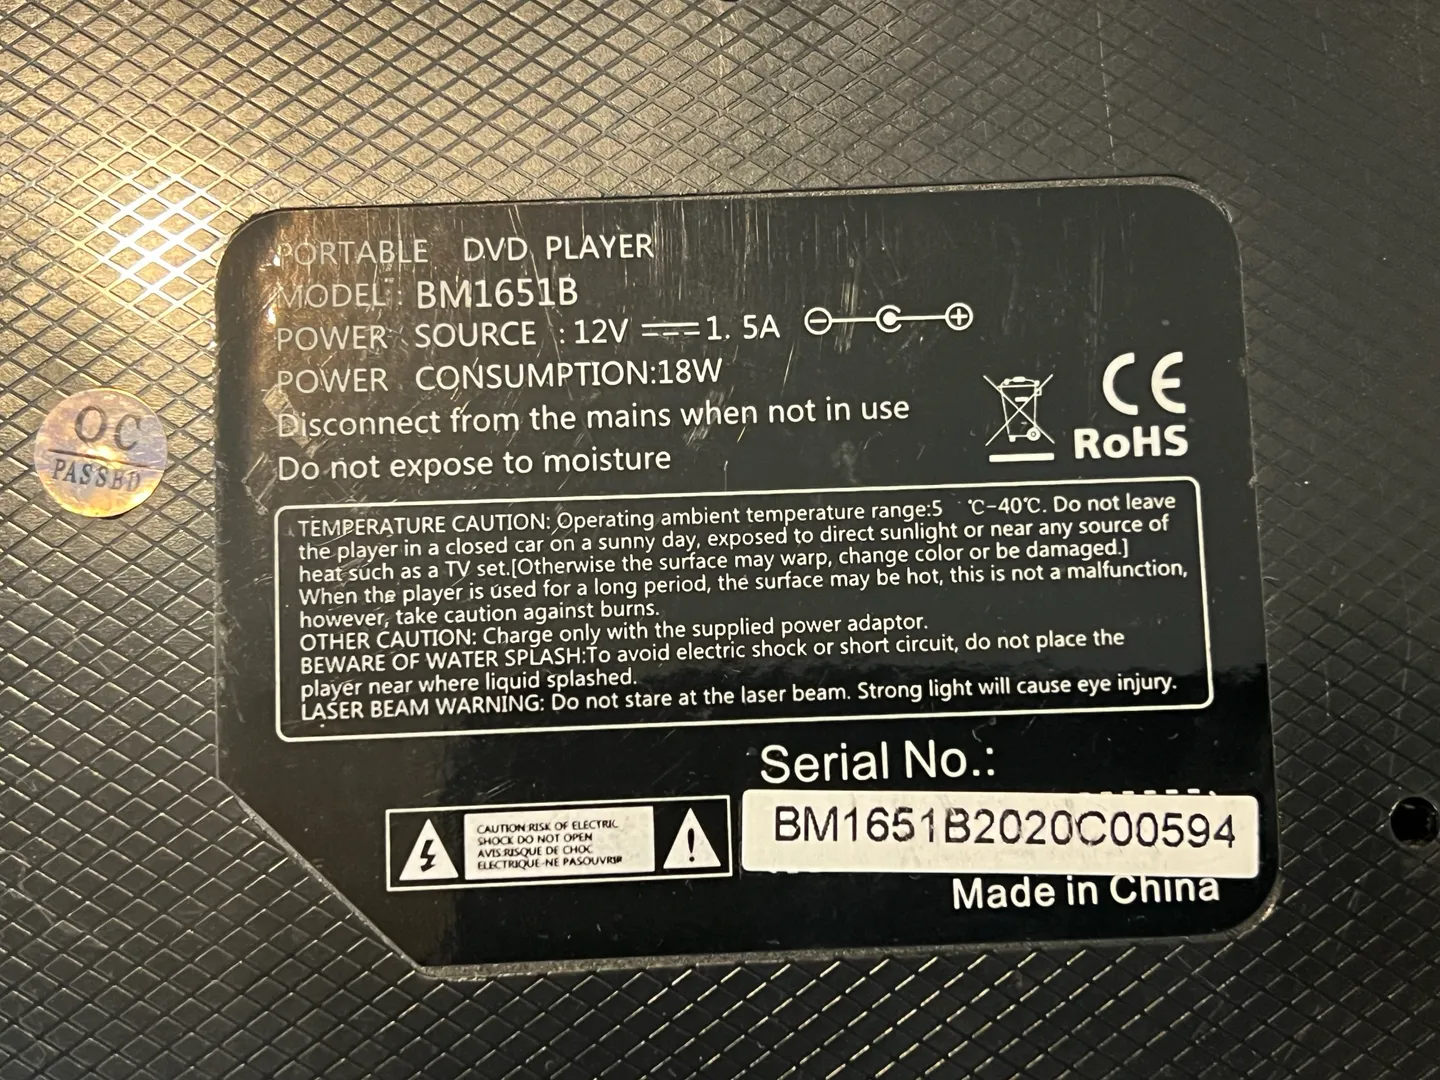 PORTABLE DVD PLAYER
MODEL: BM1651B
POWER SOURCE : 12V 1. 5A
POWER CONSUMPTION:18W
Disconnect from the mains when not in use
Do not expose to moisture
CE
RoHS
OC
PASSED
TEMPERATURE CAUTION: Operating ambient temperature range:5 ℃-40℃. Do not leave
the player in a closed car on a sunny day, exposed to direct sunlight or near any source of
heat such as a TV set.[Otherwise the surface may warp, change color or be damaged.]
When the player is used for a long period, the surface may be hot, this is not a malfunction,
however, take caution against burns.
OTHER CAUTION: Charge only with the supplied power adaptor.
BEWARE OF WATER SPLASH:To avoid electric shock or short circuit, do not place the
player near where liquid splashed.
LASER BEAM WARNING: Do not stare at the laser beam. Strong light will cause eye injury.
Serial No.:
BM1651B2020C00594
CAUTION:RISK OF ELECTRIC
SHOCK DO NOT OPEN
AVIS:RISQUE DE CHOC
ELECTRIQUE-NE PASOUVRIR
Made in China